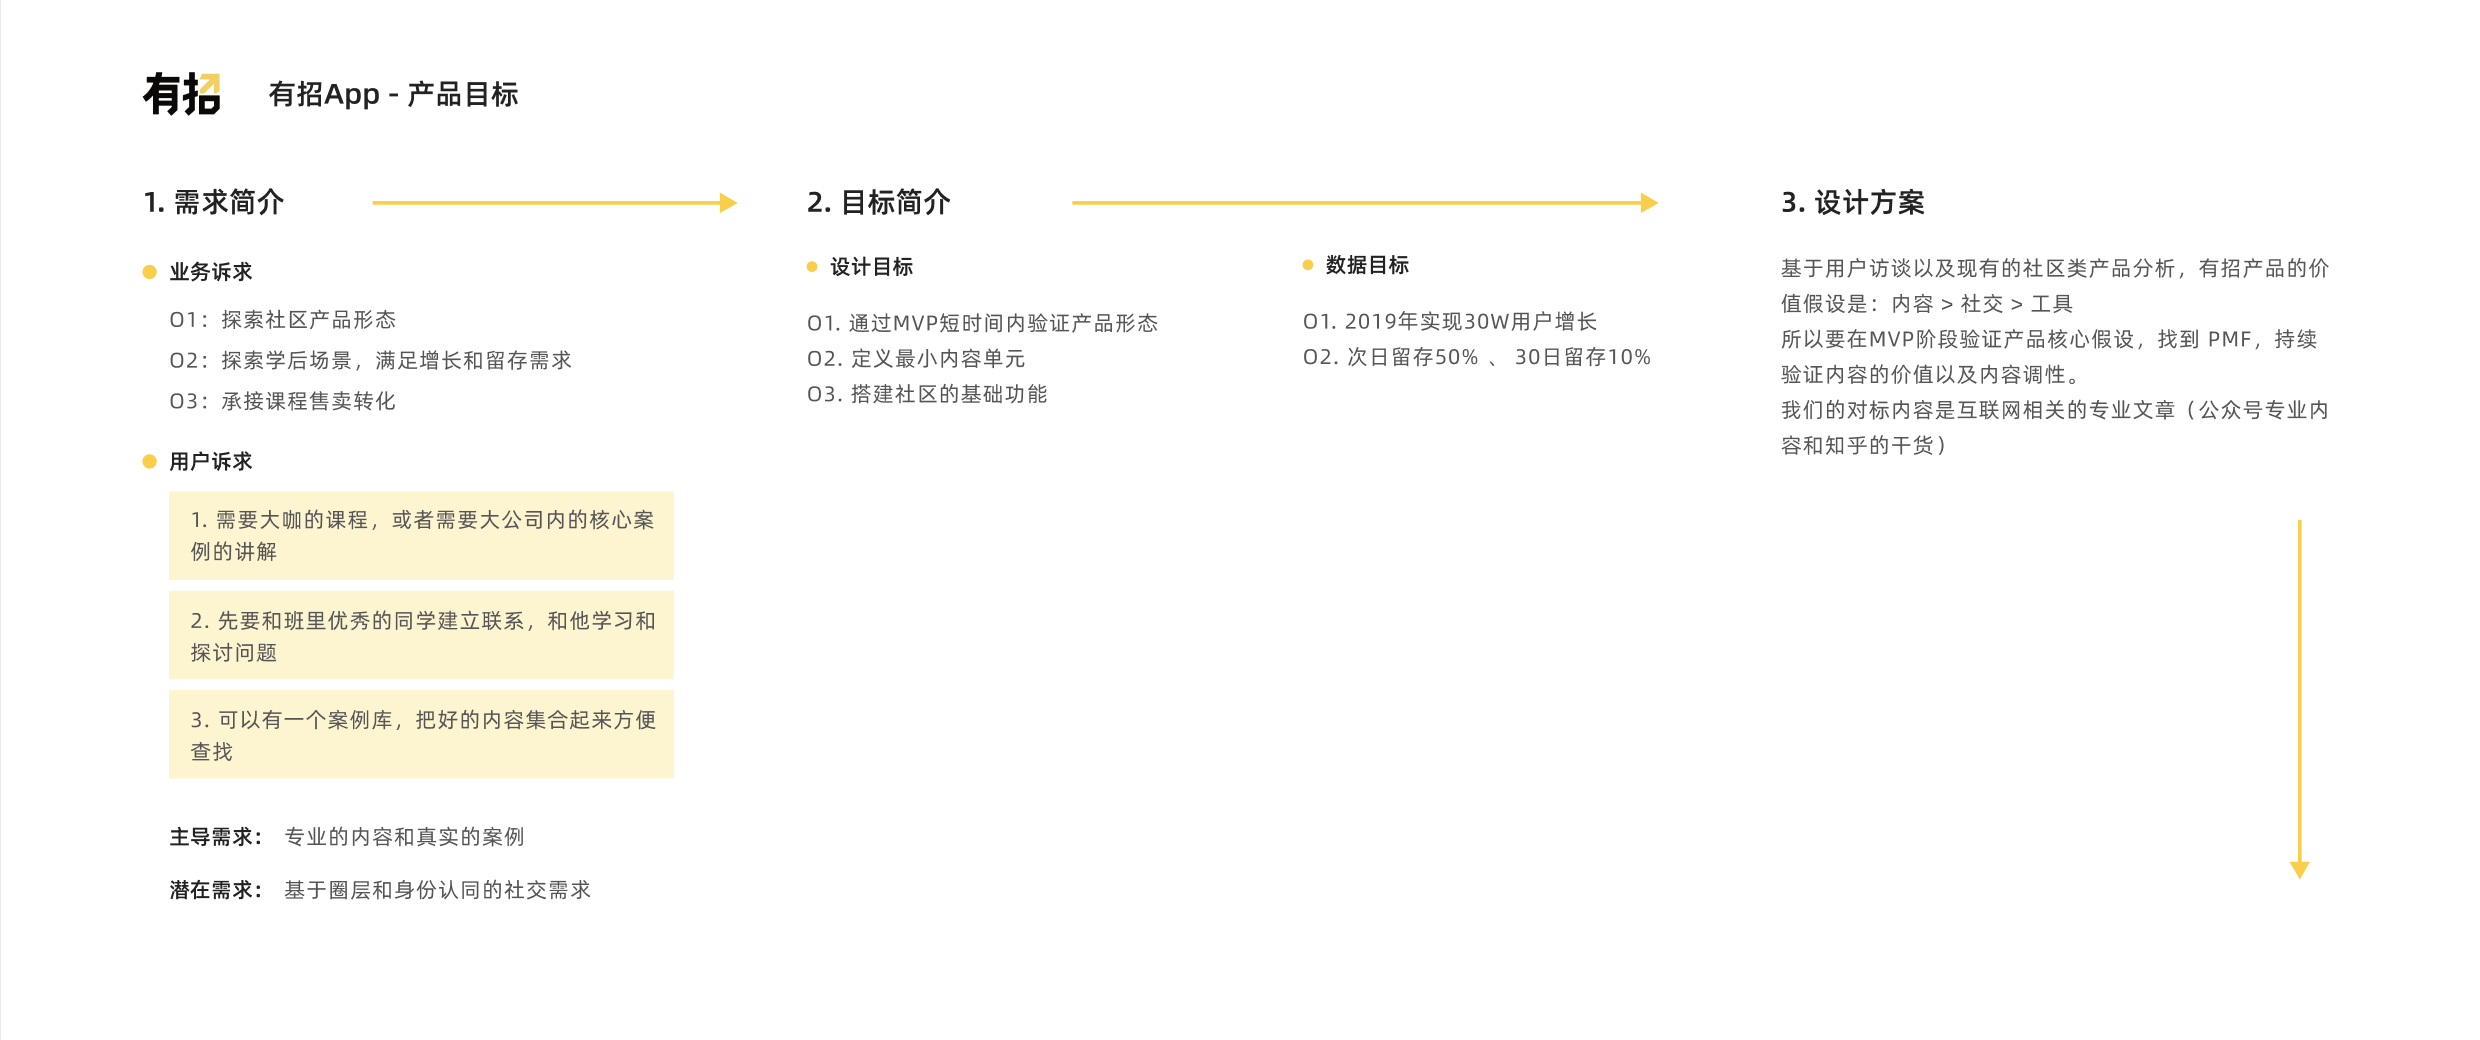 有招
有招App - 产品目标
1. 需求简介
业务诉求
O1：探索社区产品形态
O2：探索学后场景，满足增长和留存需求
O3：承接课程售卖转化
用户诉求
1. 需要大咖的课程，或者需要大公司内的核心案
例的讲解
2. 先要和班里优秀的同学建立联系，和他学习和
探讨问题
3. 可以有一个案例库，把好的内容集合起来方便
查找
主导需求： 专业的内容和真实的案例
潜在需求： 基于圈层和身份认同的社交需求
2. 目标简介
设计目标
O1. 通过MVP短时间内验证产品形态
O2. 定义最小内容单元
O3. 搭建社区的基础功能
数据目标
O1. 2019年实现30W用户增长
O2. 次日留存50% 、 30日留存10%
3. 设计方案
基于用户访谈以及现有的社区类产品分析，有招产品的价
值假设是：内容 > 社交 > 工具
所以要在MVP阶段验证产品核心假设，找到 PMF，持续
验证内容的价值以及内容调性。
我们的对标内容是互联网相关的专业文章（公众号专业内
容和知乎的干货）